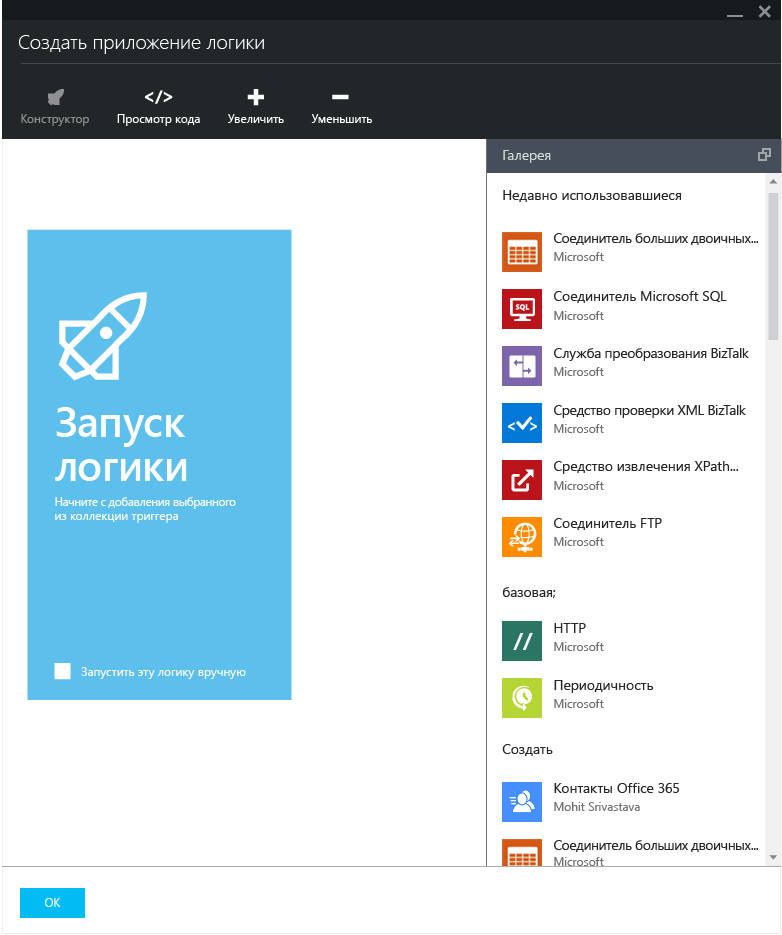 Создать приложение логики
Конструктор
</>
Просмотр кода
Увеличить
Уменьшить
Запуск
логики
Начните с добавления выбранного
из коллекции триггера
Запустить эту логику вручную
Галерея
Недавно использовавшиеся
Соединитель больших двоичных...
Microsoft
SQL
Соединитель Microsoft SQL
Microsoft
Служба преобразования BizTalk
Microsoft
Средство проверки XML BizTalk
Microsoft
Средство извлечения XPath...
Microsoft
Соединитель FTP
Microsoft
базовая;
//
HTTP
Microsoft
Периодичность
Microsoft
Создать
Контакты Office 365
Mohit Srivastava
Соединитель больших двоичных...
Microsoft
ОК